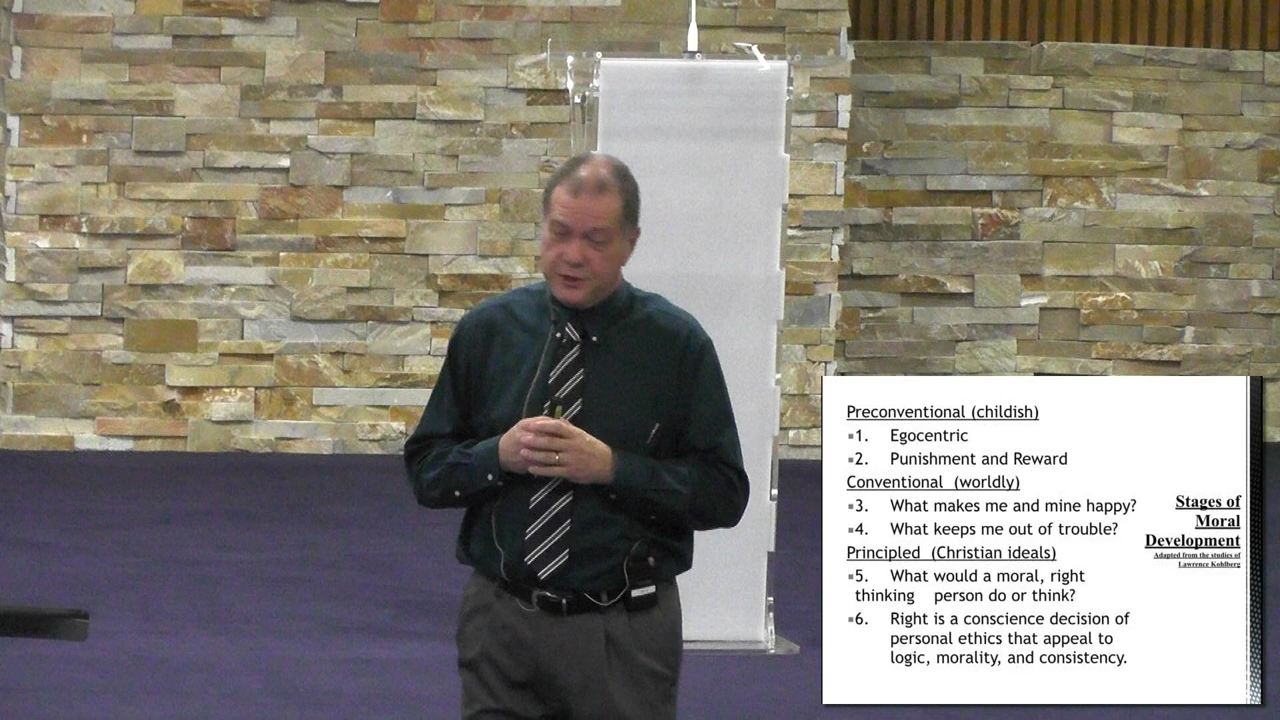 Preconventional (childish)
▪1. Egocentric
▪2. Punishment and Reward
Conventional (worldly)
▪3. What makes me and mine happy?
▪4. What keeps me out of trouble?
Principled (Christian ideals)
▪5. What would a moral, right
thinking person do or think?
▪6. Right is a conscience decision of
personal ethics that appeal to
logic, morality, and consistency.
Stages of
Moral
Development
Adapted from the studies of
Lawrence Kohlberg